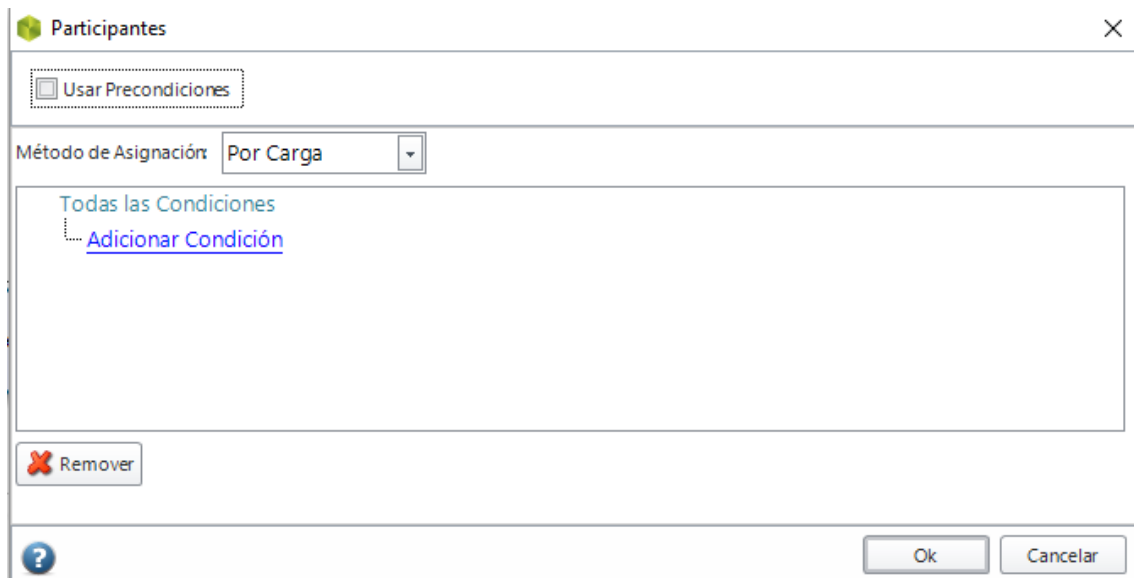 Participantes
Usar Precondiciones
Método de Asignación: Por Carga
Todas las Condiciones
Adicionar Condición
Remover
?
Ok Cancelar